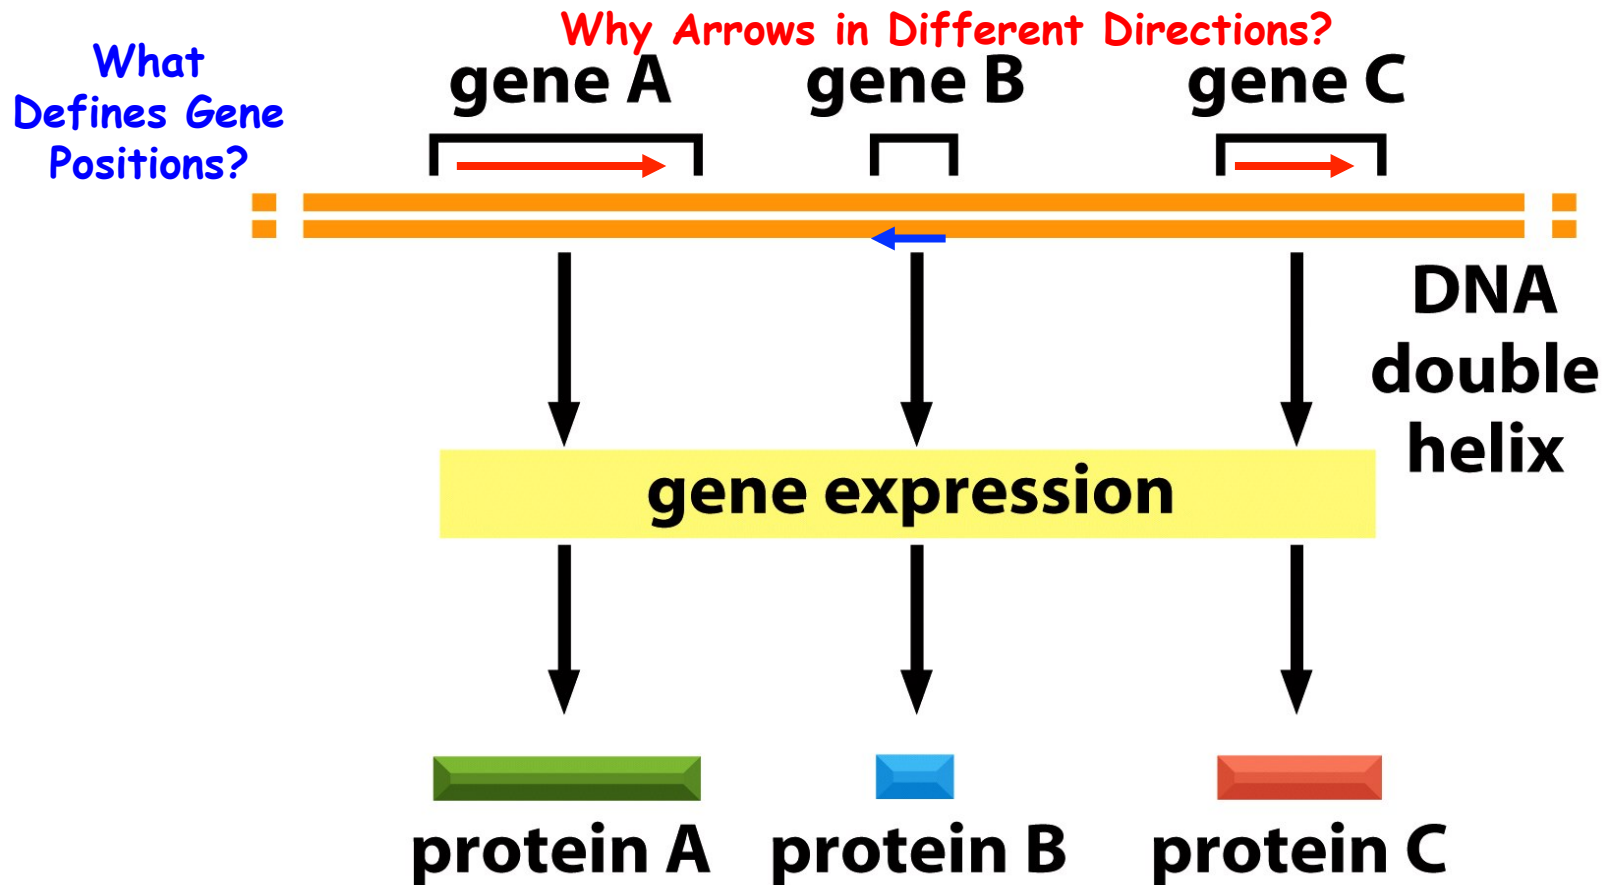 Why Arrows in Different Directions?
What
Defines Gene
Positions?
gene A
gene B
gene C
DNA
double
helix
gene expression
protein A
protein B
protein C